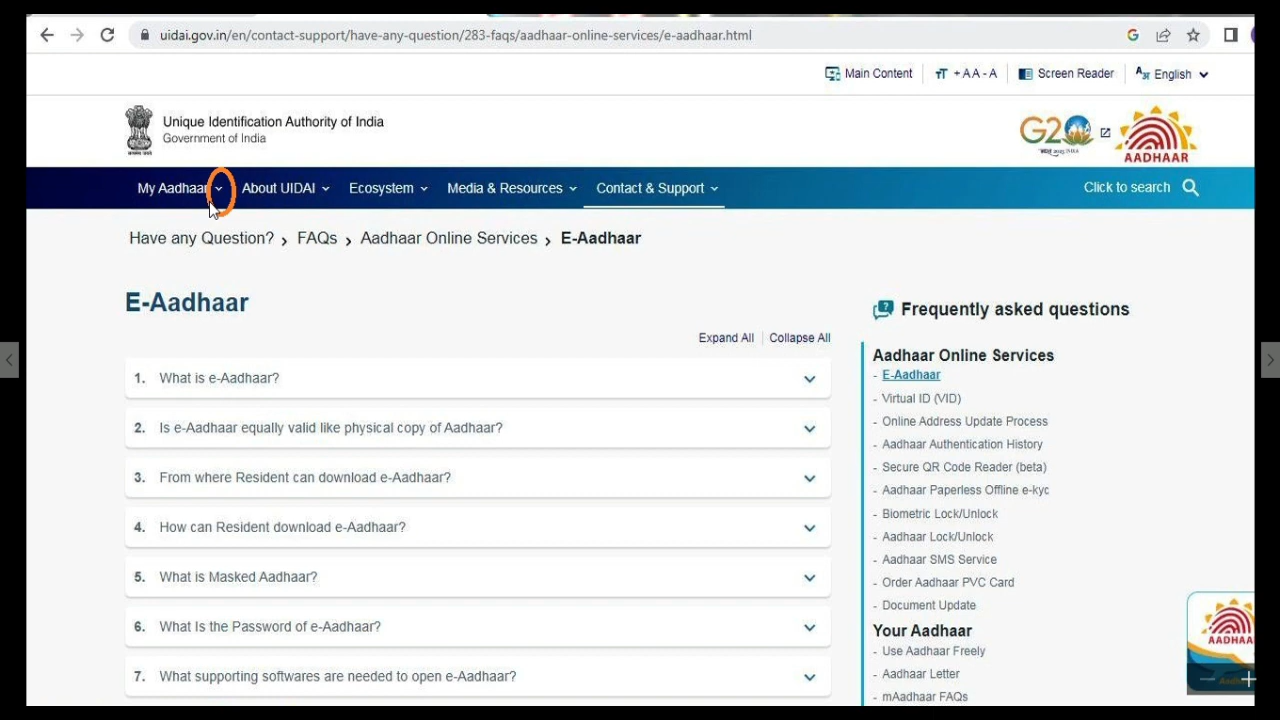 uidai.gov.in/en/contact-support/have-any-question/283-faqs/aadhaar-online-services/e-aadhaar.html
Main Content
+ A A - A
Screen Reader
English
Unique Identification Authority of India
Government of India
G20
AADHAAR
My Aadhaar
About UIDAI
Ecosystem
Media & Resources
Contact & Support
Click to search
Have any Question? › FAQs › Aadhaar Online Services › E-Aadhaar
E-Aadhaar
Expand All
Collapse All
1. What is e-Aadhaar?
2. Is e-Aadhaar equally valid like physical copy of Aadhaar?
3. From where Resident can download e-Aadhaar?
4. How can Resident download e-Aadhaar?
5. What is Masked Aadhaar?
6. What Is the Password of e-Aadhaar?
7. What supporting softwares are needed to open e-Aadhaar?
Frequently asked questions
Aadhaar Online Services
- E-Aadhaar
- Virtual ID (VID)
- Online Address Update Process
- Aadhaar Authentication History
- Secure QR Code Reader (beta)
- Aadhaar Paperless Offline e-kyc
- Biometric Lock/Unlock
- Aadhaar Lock/Unlock
- Aadhaar SMS Service
- Order Aadhaar PVC Card
- Document Update
Your Aadhaar
- Use Aadhaar Freely
- Aadhaar Letter
- mAadhaar FAQs
AADHAA